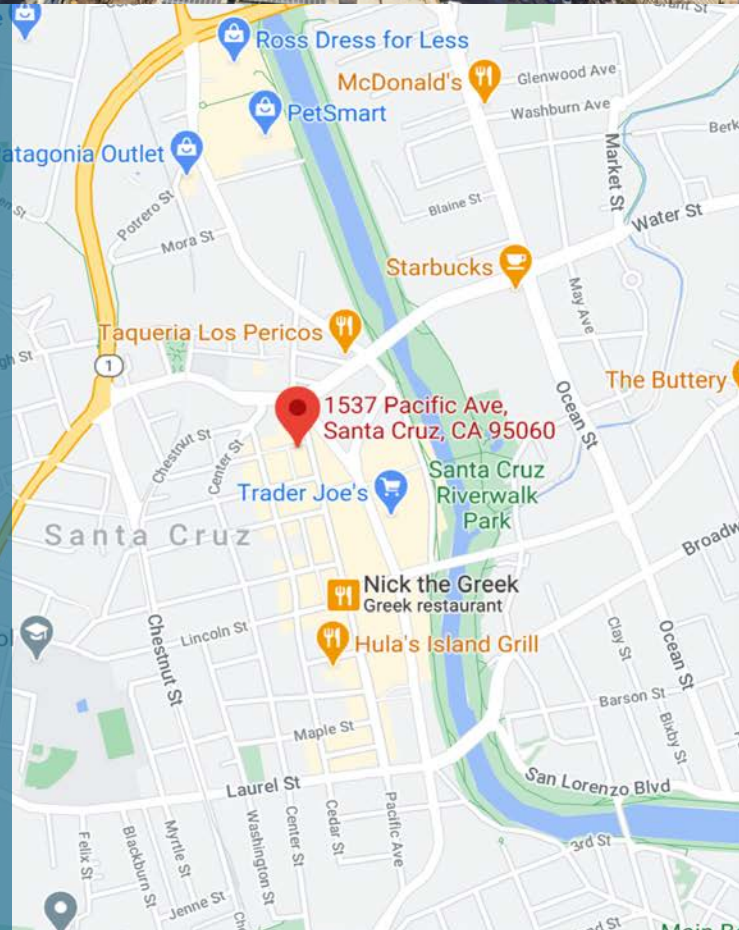 Grant St
Ross Dress for Less
McDonald's
Glenwood Ave
PetSmart
Washburn Ave
Market St
atagonia Outlet
Potrero St
Mora St
Blaine St
Water St
Starbucks
May Ave
Taqueria Los Pericos
1
The Buttery
Ocean St
1537 Pacific Ave,
Santa Cruz, CA 95060
Chestnut St
Center St
Santa Cruz
Riverwalk
Park
Trader Joe's
Santa Cruz
Broadw
Nick the Greek
Greek restaurant
Lincoln St
Hula's Island Grill
Chestnut St
Clay St
Ocean St
Barson St
Bixby St
Maple St
Laurel St
San Lorenzo Blvd
Felix St
Blackburn St
Myrtle St
Washington St
Center St
Cedar St
Pacific Ave
3rd St
Jenne St